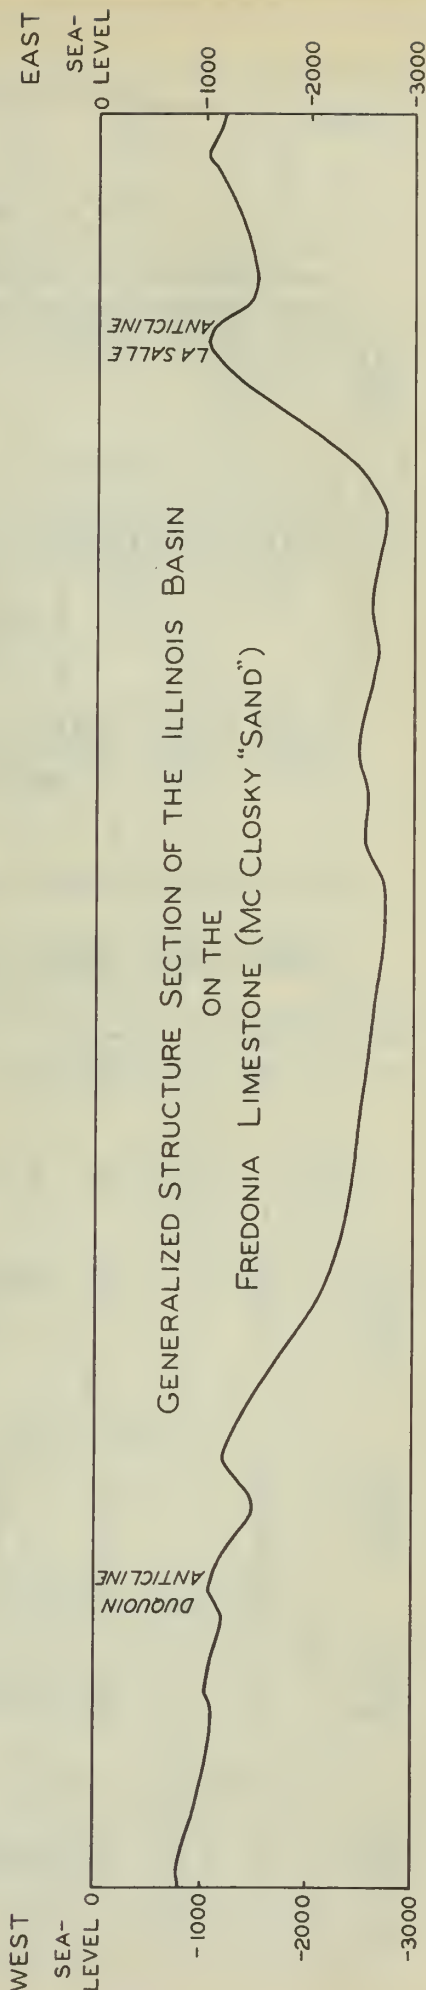 WEST
SEA-
LEVEL 0
-1000
-2000
-3000
DUQUOIN
ANTICLINE
GENERALIZED STRUCTURE SECTION OF THE ILLINOIS BASIN
ON THE
FREDONIA LIMESTONE (MC CLOSKY "SAND")
LA SALLE
ANTICLINE
EAST
SEA-
0 LEVEL
-1000
-2000
-3000